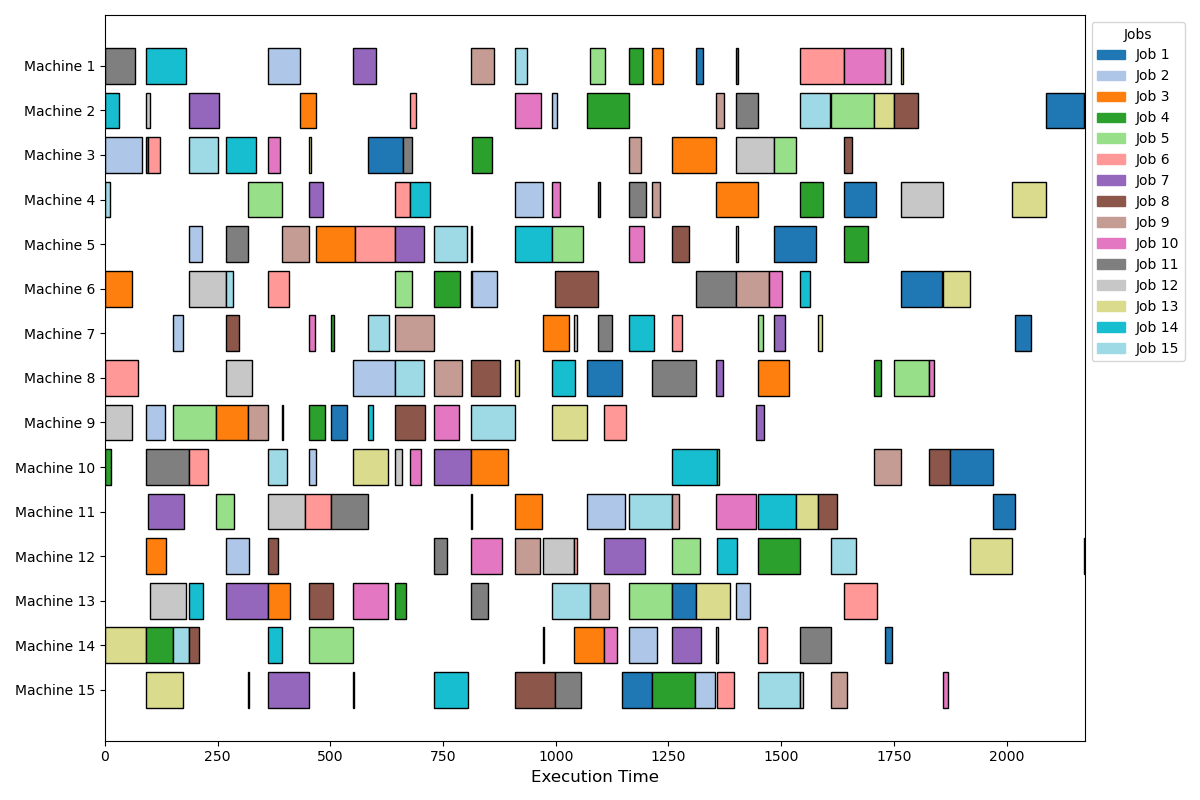 Machine 1
Machine 2
Machine 3
Machine 4
Machine 5
Machine 6
Machine 7
Machine 8
Machine 9
Machine 10
Machine 11
Machine 12
Machine 13
Machine 14
Machine 15
0 250 500 750 1000 1250 1500 1750 2000
Execution Time
Jobs
Job 1
Job 2
Job 3
Job 4
Job 5
Job 6
Job 7
Job 8
Job 9
Job 10
Job 11
Job 12
Job 13
Job 14
Job 15